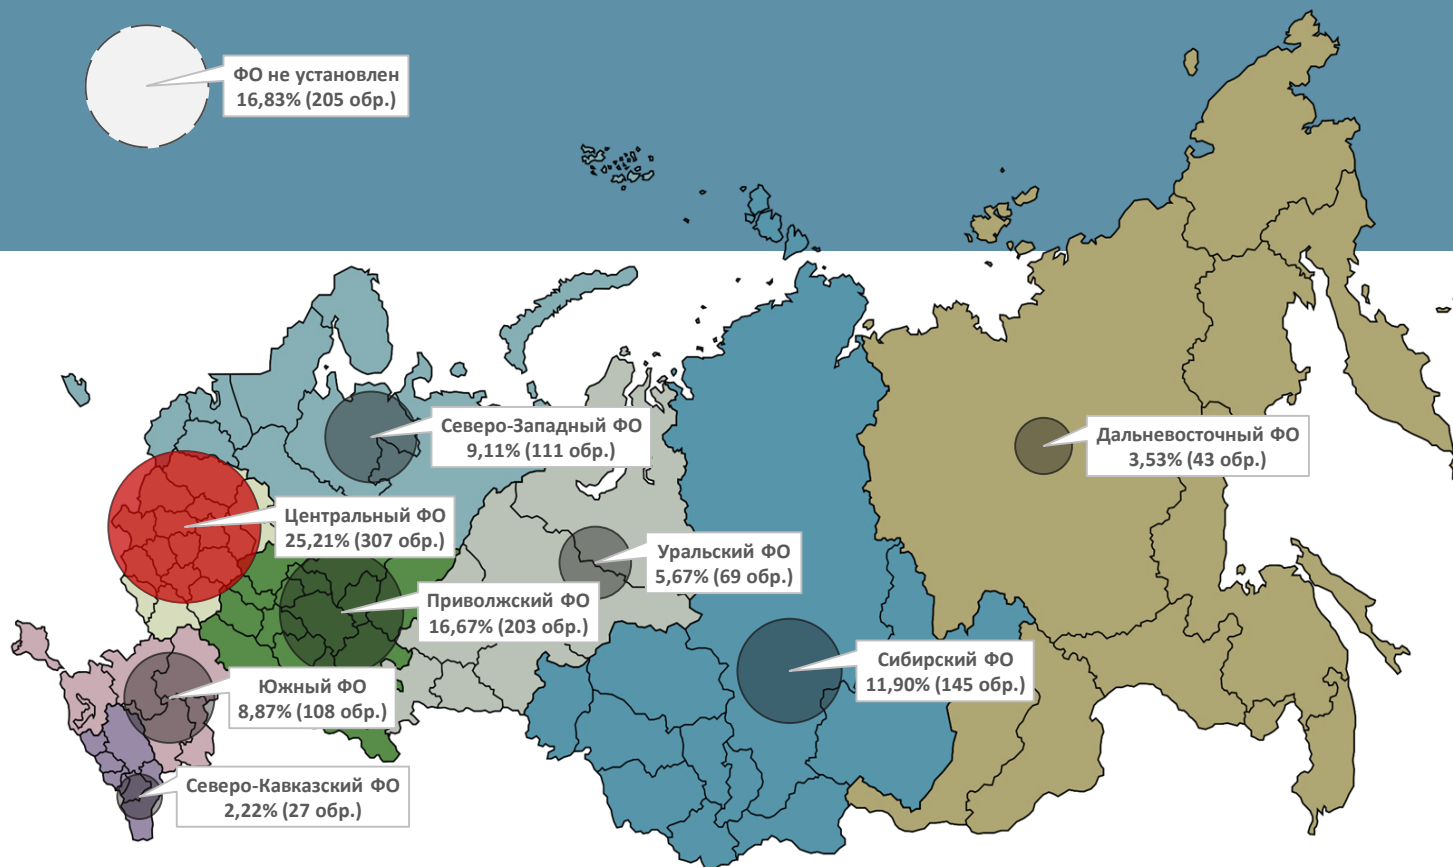 ФО не установлен
16,83% (205 обр.)
Северо-Западный ФО
9,11% (111 обр.)
Дальневосточный ФО
3,53% (43 обр.)
Центральный ФО
25,21% (307 обр.)
Уральский ФО
5,67% (69 обр.)
Приволжский ФО
16,67% (203 обр.)
Сибирский ФО
11,90% (145 обр.)
Южный ФО
8,87% (108 обр.)
Северо-Кавказский ФО
2,22% (27 обр.)